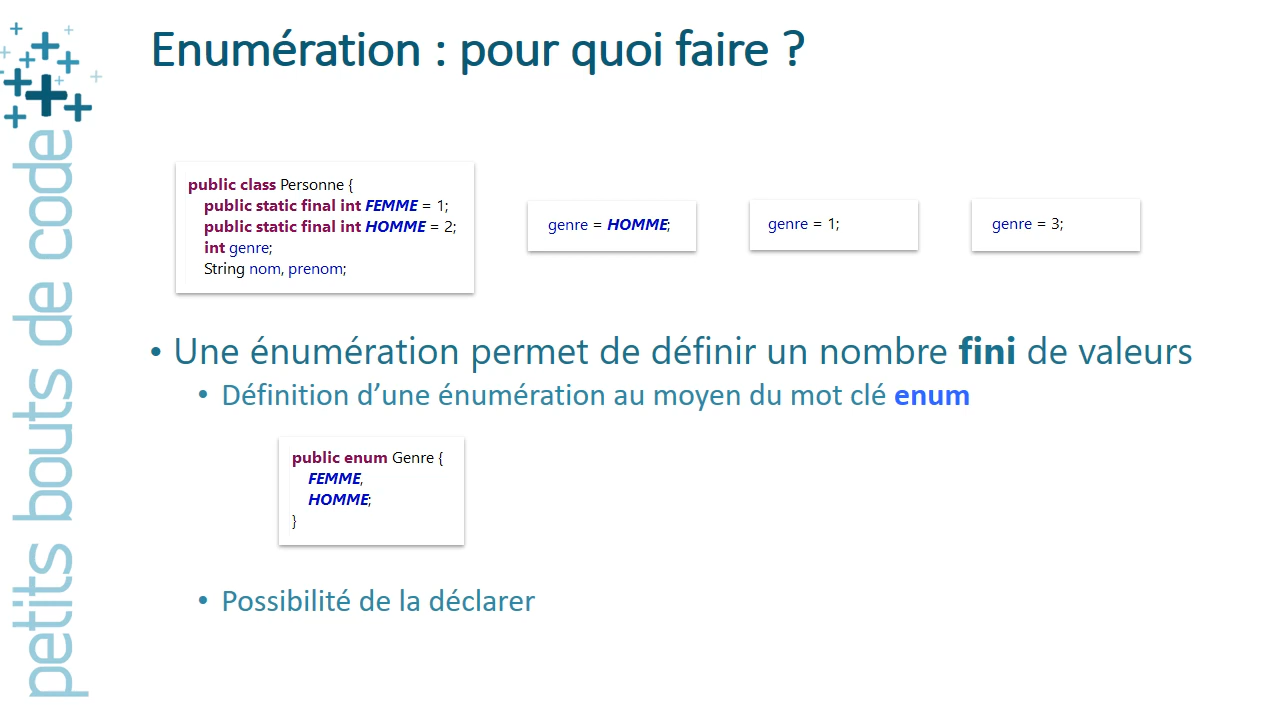 Enumération : pour quoi faire ?
public class Personne {
public static final int FEMME = 1;
public static final int HOMME = 2;
int genre;
String nom, prenom;
genre = HOMME;
genre = 1;
genre = 3;
• Une énumération permet de définir un nombre fini de valeurs
• Définition d’une énumération au moyen du mot clé enum
public enum Genre {
FEMME,
HOMME;
}
• Possibilité de la déclarer
petits bouts de code